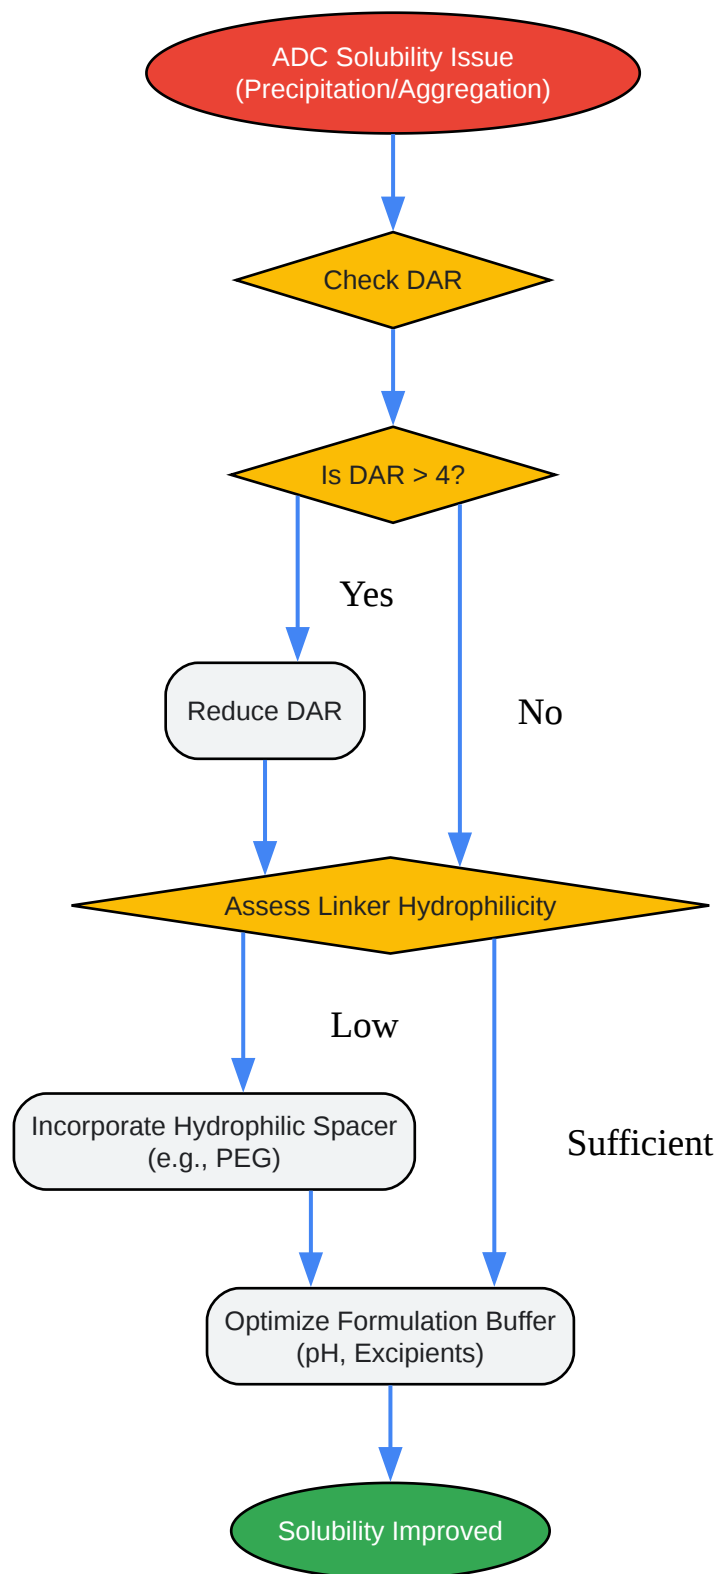 ADC Solubility Issue
(Precipitation/Aggregation)
Check DAR
Is DAR > 4?
Yes
Reduce DAR
No
Assess Linker Hydrophilicity
Low
Incorporate Hydrophilic Spacer
(e.g., PEG)
Sufficient
Optimize Formulation Buffer
(pH, Excipients)
Solubility Improved